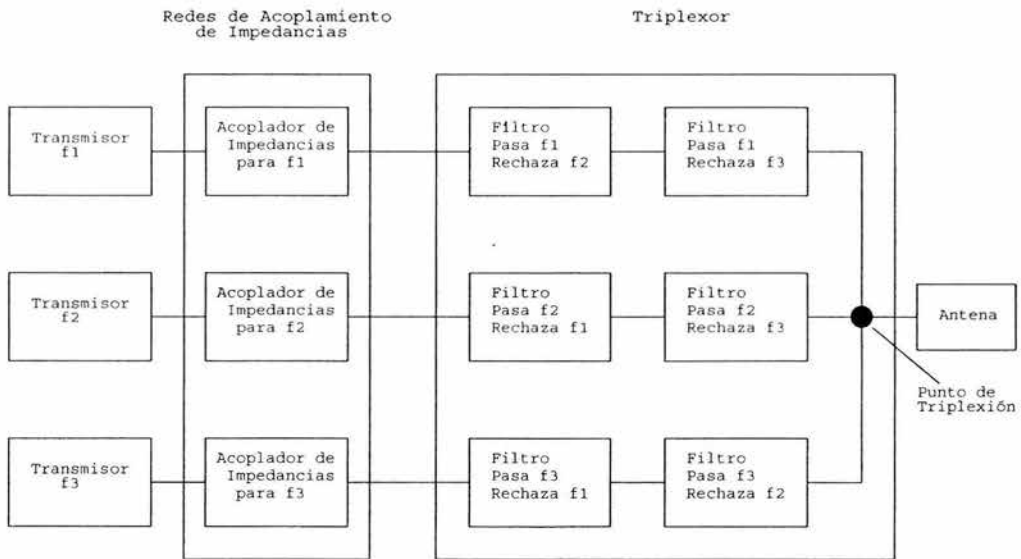 Redes de Acoplamiento
de Impedancias
Triplexor
Transmisor
f1
Acoplador de
Impedancias
para f1
Filtro
Pasa f1
Rechaza f2
Filtro
Pasa f1
Rechaza f3
Transmisor
f2
Acoplador de
Impedancias
para f2
Filtro
Pasa f2
Rechaza f1
Filtro
Pasa f2
Rechaza f3
Antena
Punto de
Triplexión
Transmisor
f3
Acoplador de
Impedancias
para f3
Filtro
Pasa f3
Rechaza f1
Filtro
Pasa f3
Rechaza f2